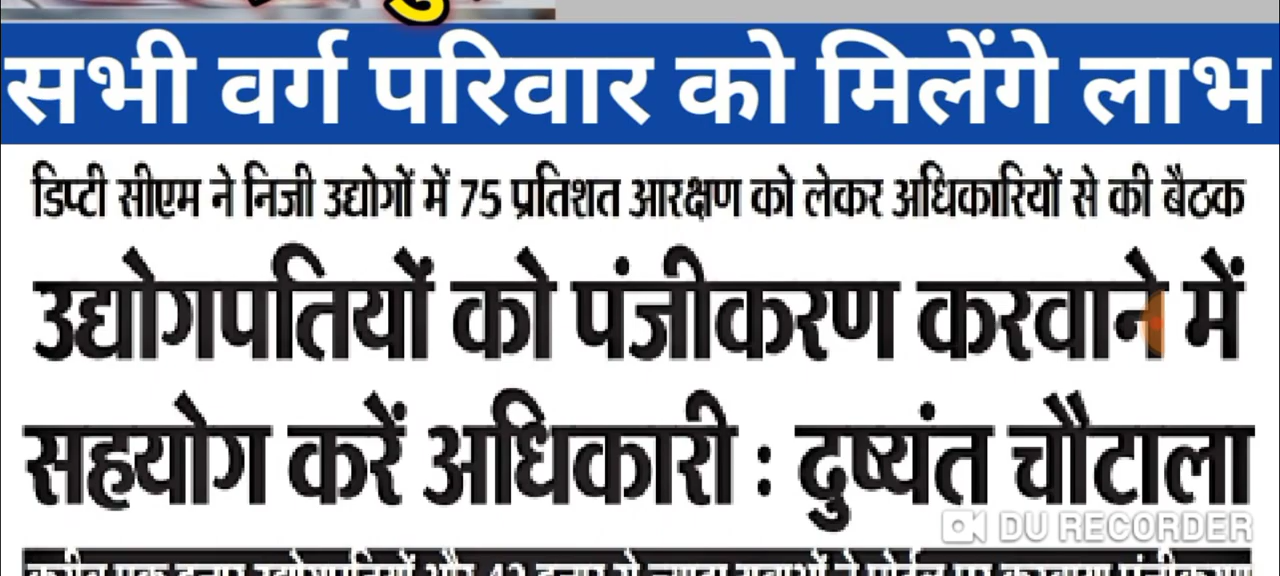 सभी वर्ग परिवार को मिलेंगे लाभ
डिप्टी सीएम ने निजी उद्योगों में 75 प्रतिशत आरक्षण को लेकर अधिकारियों से की बैठक
उद्योगपतियों को पंजीकरण करवाने में
सहयोग करें अधिकारी : दुष्यंत चौटाला
DU RECORDER